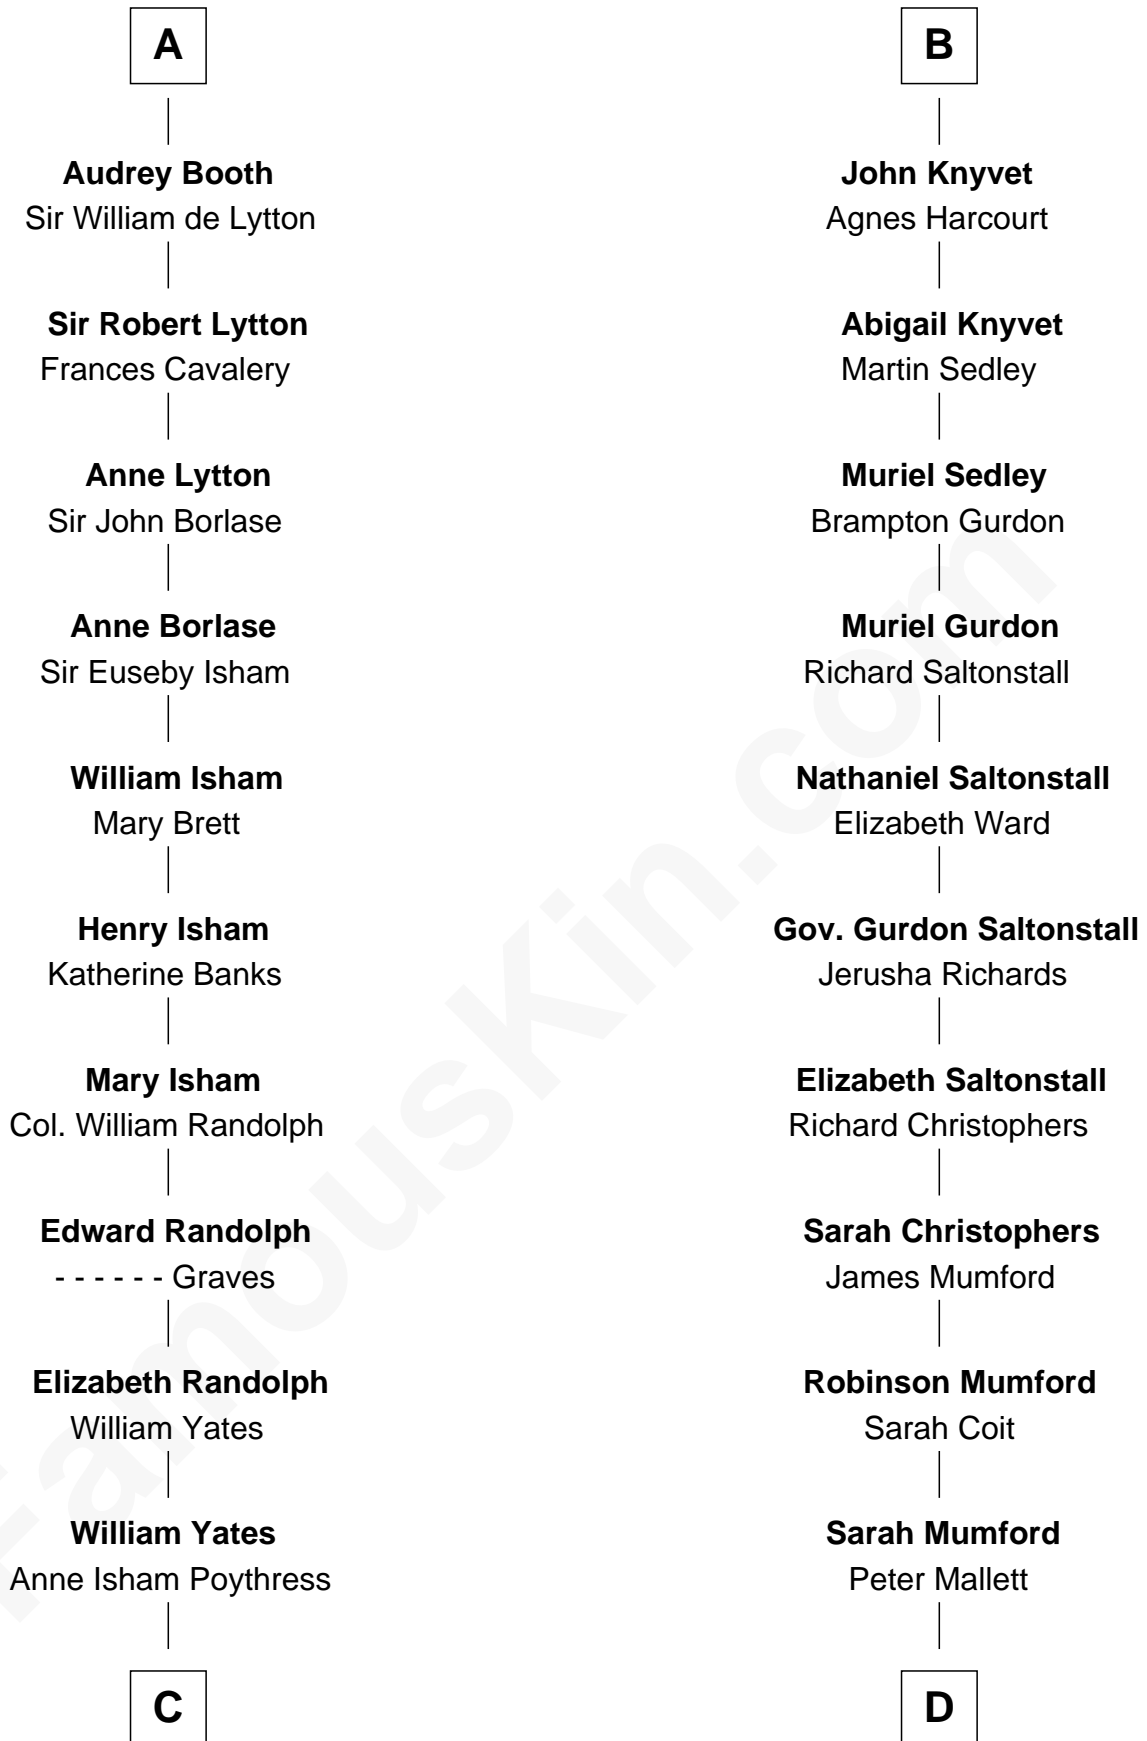 A
Audrey Booth
Sir William de Lytton
Sir Robert Lytton
Frances Cavalery
Anne Lytton
Sir John Borlase
Anne Borlase
Sir Euseby Isham
William Isham
Mary Brett
Henry Isham
Katherine Banks
Mary Isham
Col. William Randolph
Edward Randolph
- - - - - - Graves
Elizabeth Randolph
William Yates
William Yates
Anne Isham Poythress
C
B
John Knyvet
Agnes Harcourt
Abigail Knyvet
Martin Sedley
Muriel Sedley
Brampton Gurdon
Muriel Gurdon
Richard Saltonstall
Nathaniel Saltonstall
Elizabeth Ward
Gov. Gurdon Saltonstall
Jerusha Richards
Elizabeth Saltonstall
Richard Christophers
Sarah Christophers
James Mumford
Robinson Mumford
Sarah Coit
Sarah Mumford
Peter Mallett
D
FamousKin.com